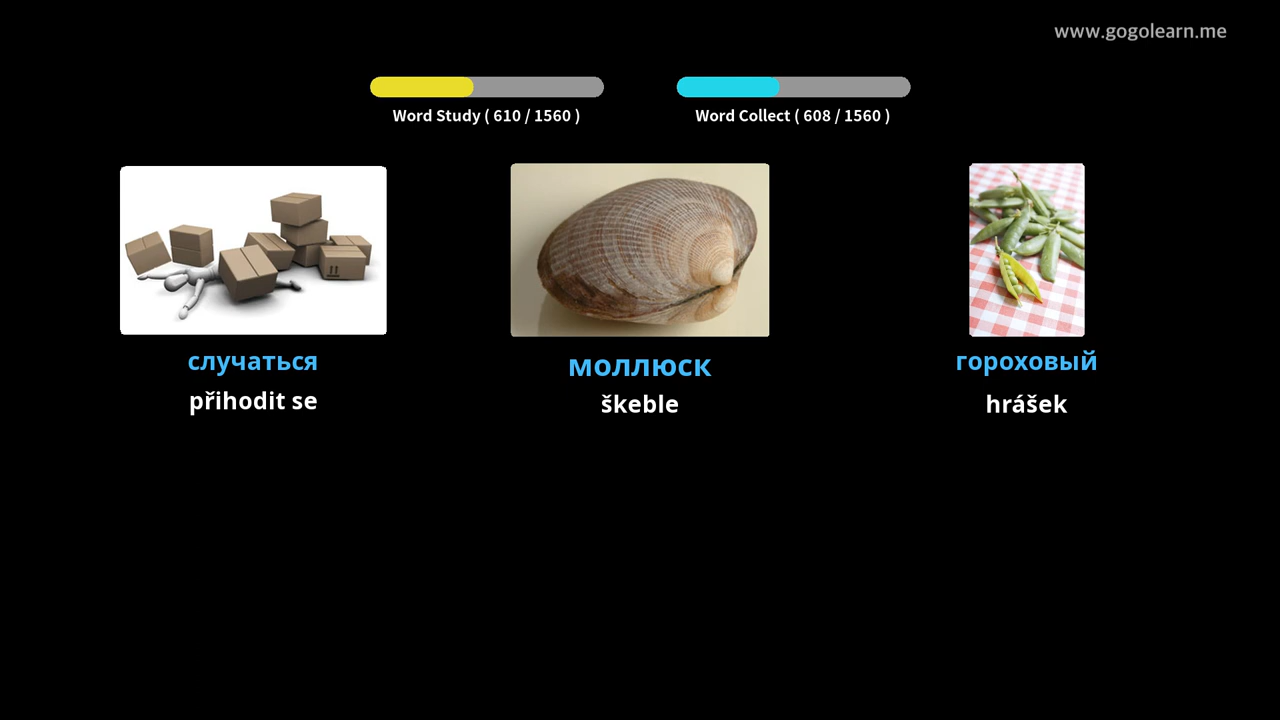 www.gogolearn.me
Word Study ( 610 / 1560 )
Word Collect ( 608 / 1560 )
случаться
моллюск
гороховый
přihodit se
škeble
hrášek